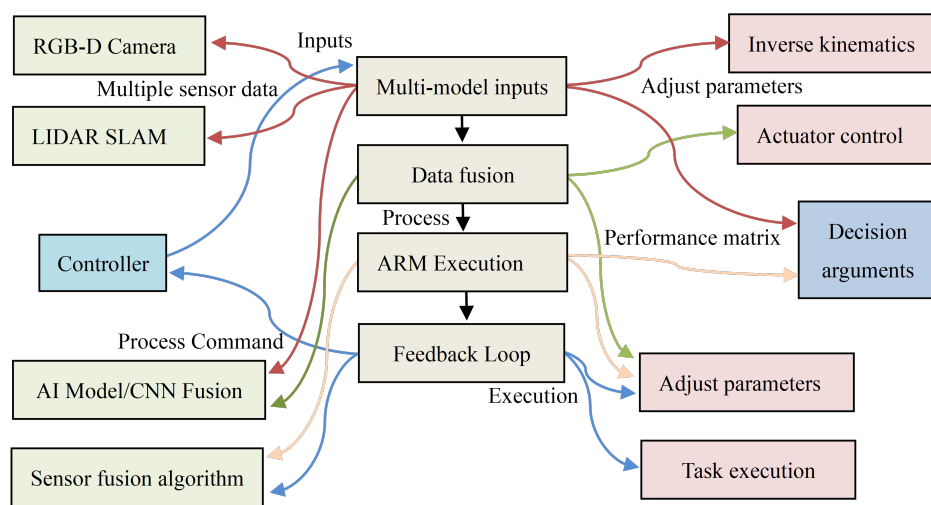 RGB-D Camera
Inputs
Inverse kinematics
Multi-model inputs
Multiple sensor data
Adjust parameters
LIDAR SLAM
Actuator control
Data fusion
Process
Performance matrix
Decision
arguments
Controller
ARM Execution
Process Command
Feedback Loop
AI Model/CNN Fusion
Execution
Adjust parameters
Sensor fusion algorithm
Task execution